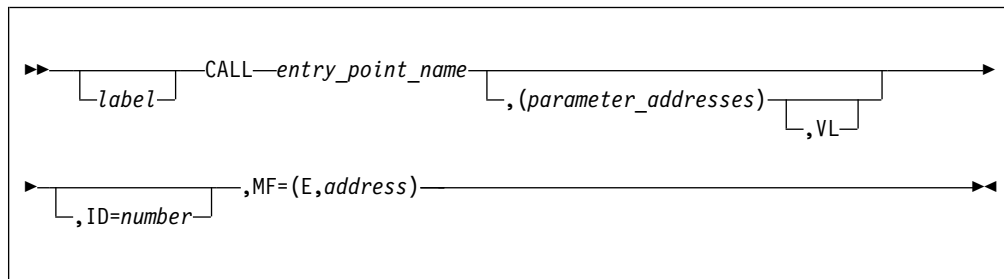 CALL entry_point_name
label ,(parameter_addresses)
,VL
,MF=(E,address)
,ID=number